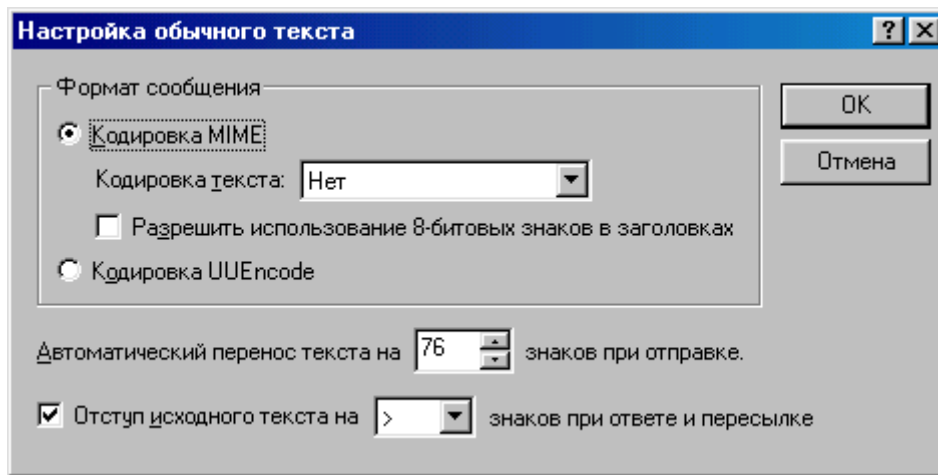 Настройка обычного текста
Формат сообщения
Кодировка MIME
Кодировка текста: Нет
Разрешить использование 8-битовых знаков в заголовках
Кодировка UUEncode
OK
Отмена
Автоматический перенос текста на 76 знаков при отправке.
Отступ исходного текста на > знаков при ответе и пересылке